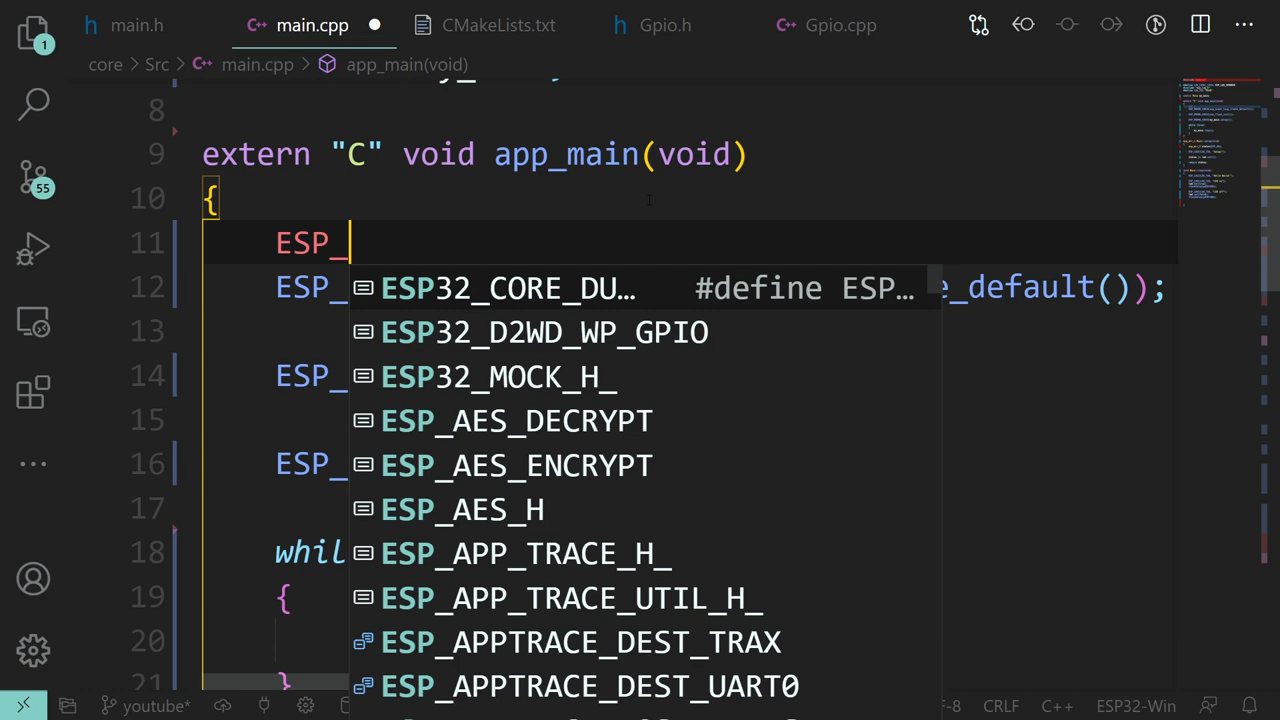 main.h
main.cpp
CMakeLists.txt
Gpio.h
Gpio.cpp
core > Src > main.cpp > app_main(void)
1
55
8
9 extern "C" void app_main(void)
10 {
11 ESP_
12 ESP_ e_default());
13
14 ESP_
15
16 ESP_
17
18 whil
19 {
20
21 }
ESP32_CORE_DU… #define ESP…
ESP32_D2WD_WP_GPIO
ESP32_MOCK_H_
ESP_AES_DECRYPT
ESP_AES_ENCRYPT
ESP_AES_H
ESP_APP_TRACE_H_
ESP_APP_TRACE_UTIL_H_
ESP_APPTRACE_DEST_TRAX
ESP_APPTRACE_DEST_UART0
youtube* F-8 CRLF C++ ESP32-Win